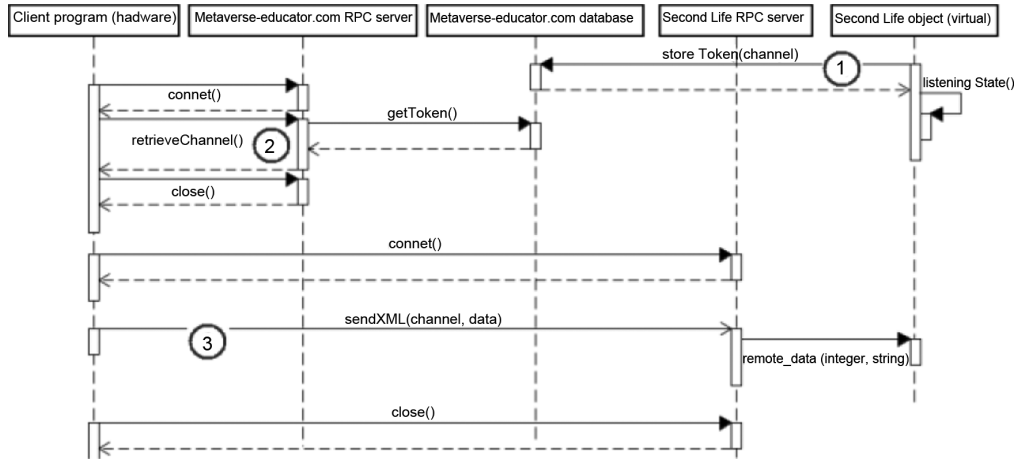 Client program (hadware)
Metaverse-educator.com RPC server
Metaverse-educator.com database
Second Life RPC server
Second Life object (virtual)
store Token(channel)
1
listening State()
connet()
getToken()
retrieveChannel()
2
close()
connet()
sendXML(channel, data)
3
remote_data (integer, string)
close()